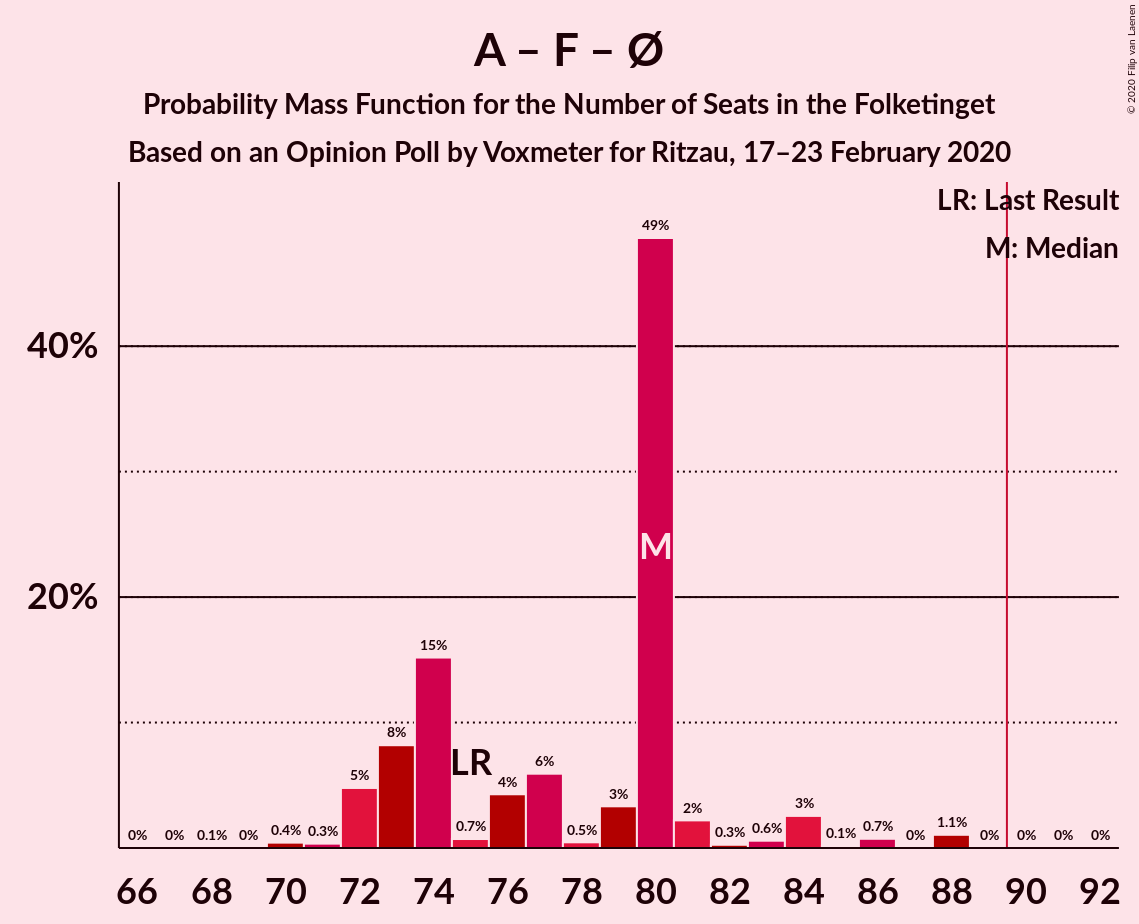 A – F – Ø
Probability Mass Function for the Number of Seats in the Folketinget
Based on an Opinion Poll by Voxmeter for Ritzau, 17–23 February 2020
© 2020 Filip van Laenen
LR: Last Result
M: Median
49%
40%
M
20%
15%
8%
LR
6%
5%
4%
3%
3%
2%
0% 0% 0.1% 0% 0.4% 0.3% 0.7% 0.5% 0.3% 0.6% 0.1% 0.7% 0% 1.1% 0% 0% 0% 0%
66 68 70 72 74 76 78 80 82 84 86 88 90 92